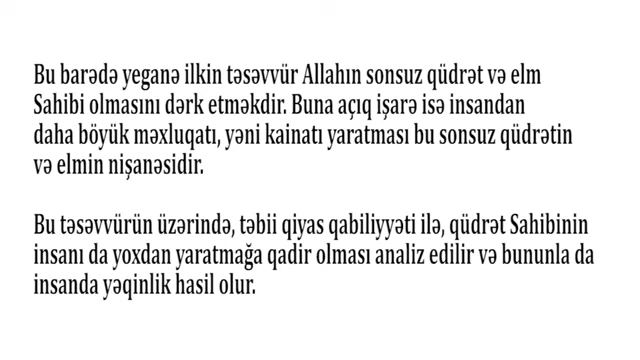 Bu barədə yeganə ilkin təsəvvür Allahın sonsuz qüdrət və elm
Sahibi olmasını dərk etməkdir. Buna açıq işarə isə insandan
daha böyük məxluqatı, yəni kainatı yaratması bu sonsuz qüdrətin
və elmin nişanəsidir.
Bu təsəvvürün üzərində, təbii qiyas qabiliyyəti ilə, qüdrət Sahibinin
insanı da yoxdan yaratmağa qadir olması analiz edilir və bununla da
insanda yəqinlik hasil olur.